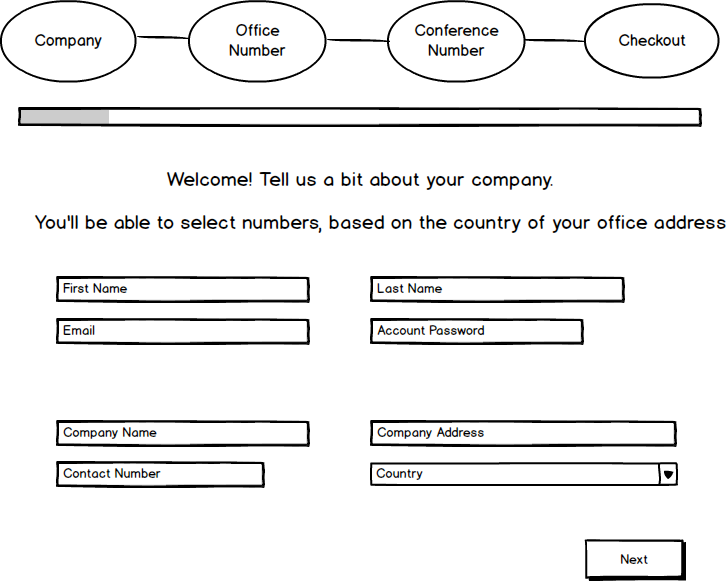 Company
Office
Number
Conference
Number
Checkout
Welcome! Tell us a bit about your company.
You'll be able to select numbers, based on the country of your office address
First Name
Last Name
Email
Account Password
Company Name
Company Address
Contact Number
Country
Next